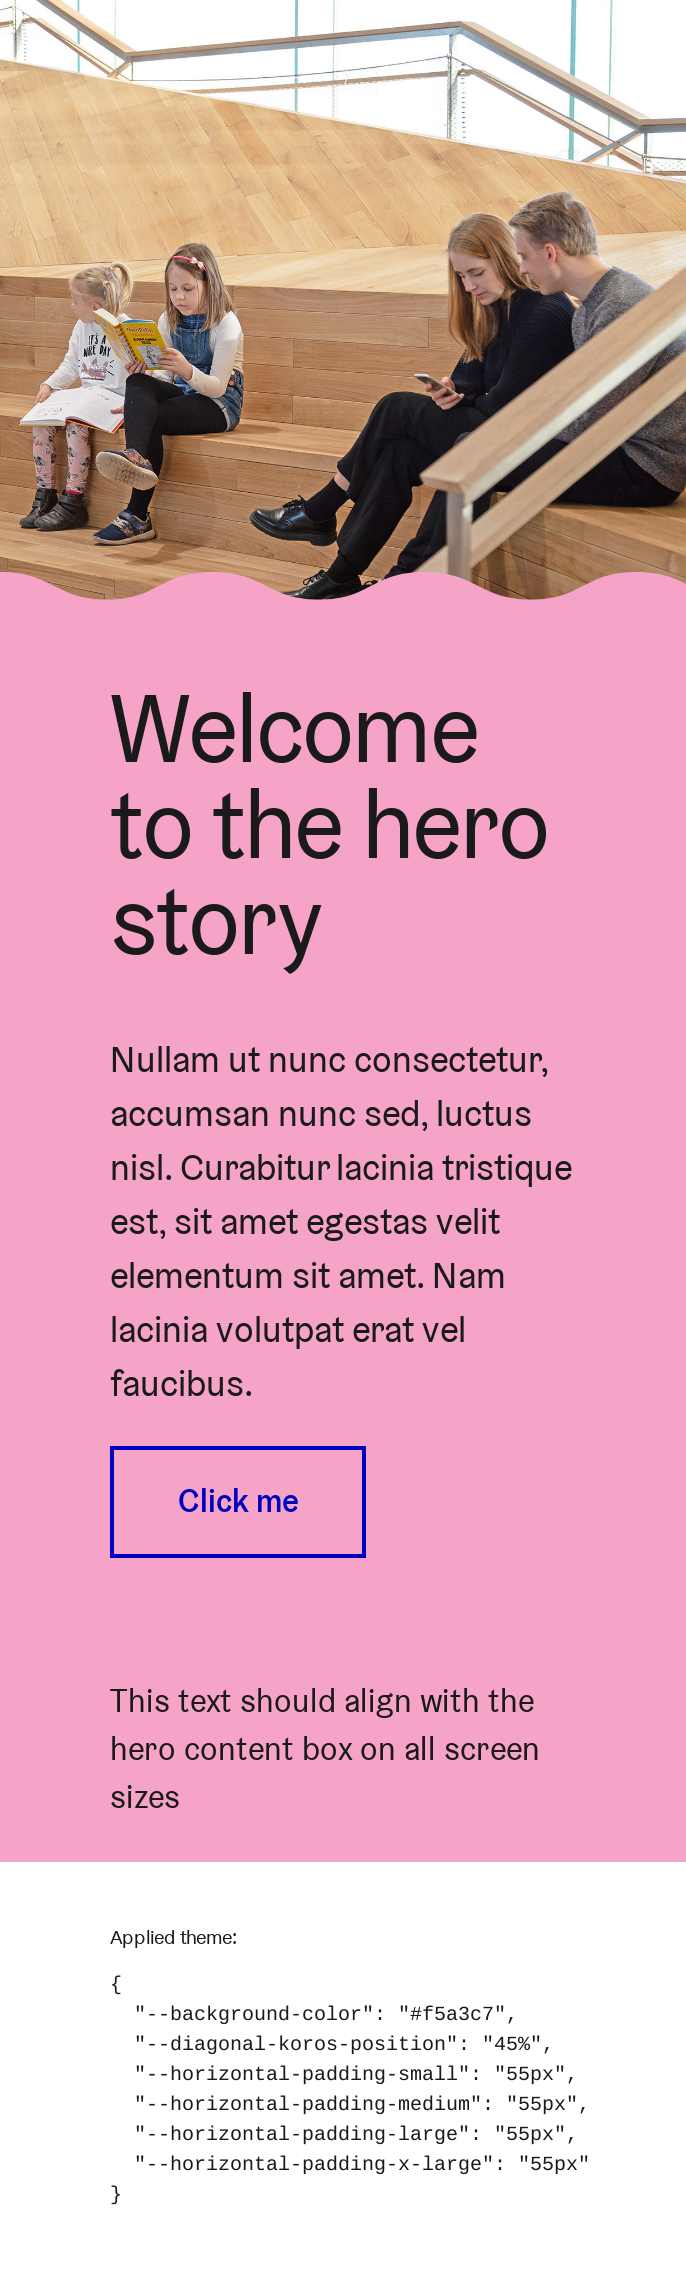 IT'S A
NICE DAY
Welcome
to the hero
story
Nullam ut nunc consectetur,
accumsan nunc sed, luctus
nisl. Curabitur lacinia tristique
est, sit amet egestas velit
elementum sit amet. Nam
lacinia volutpat erat vel
faucibus.
Click me
This text should align with the
hero content box on all screen
sizes
Applied theme:
{
  "--background-color": "#f5a3c7",
  "--diagonal-koros-position": "45%",
  "--horizontal-padding-small": "55px",
  "--horizontal-padding-medium": "55px",
  "--horizontal-padding-large": "55px",
  "--horizontal-padding-x-large": "55px"
}